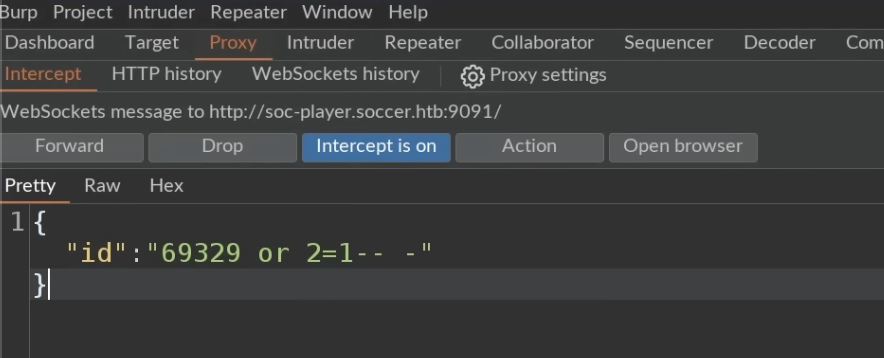 Burp Project Intruder Repeater Window Help
Dashboard Target Proxy Intruder Repeater Collaborator Sequencer Decoder Com
Intercept HTTP history WebSockets history Proxy settings
WebSockets message to http://soc-player.soccer.htb:9091/
Forward Drop Intercept is on Action Open browser
Pretty Raw Hex
1 {
"id":"69329 or 2=1-- -"
}